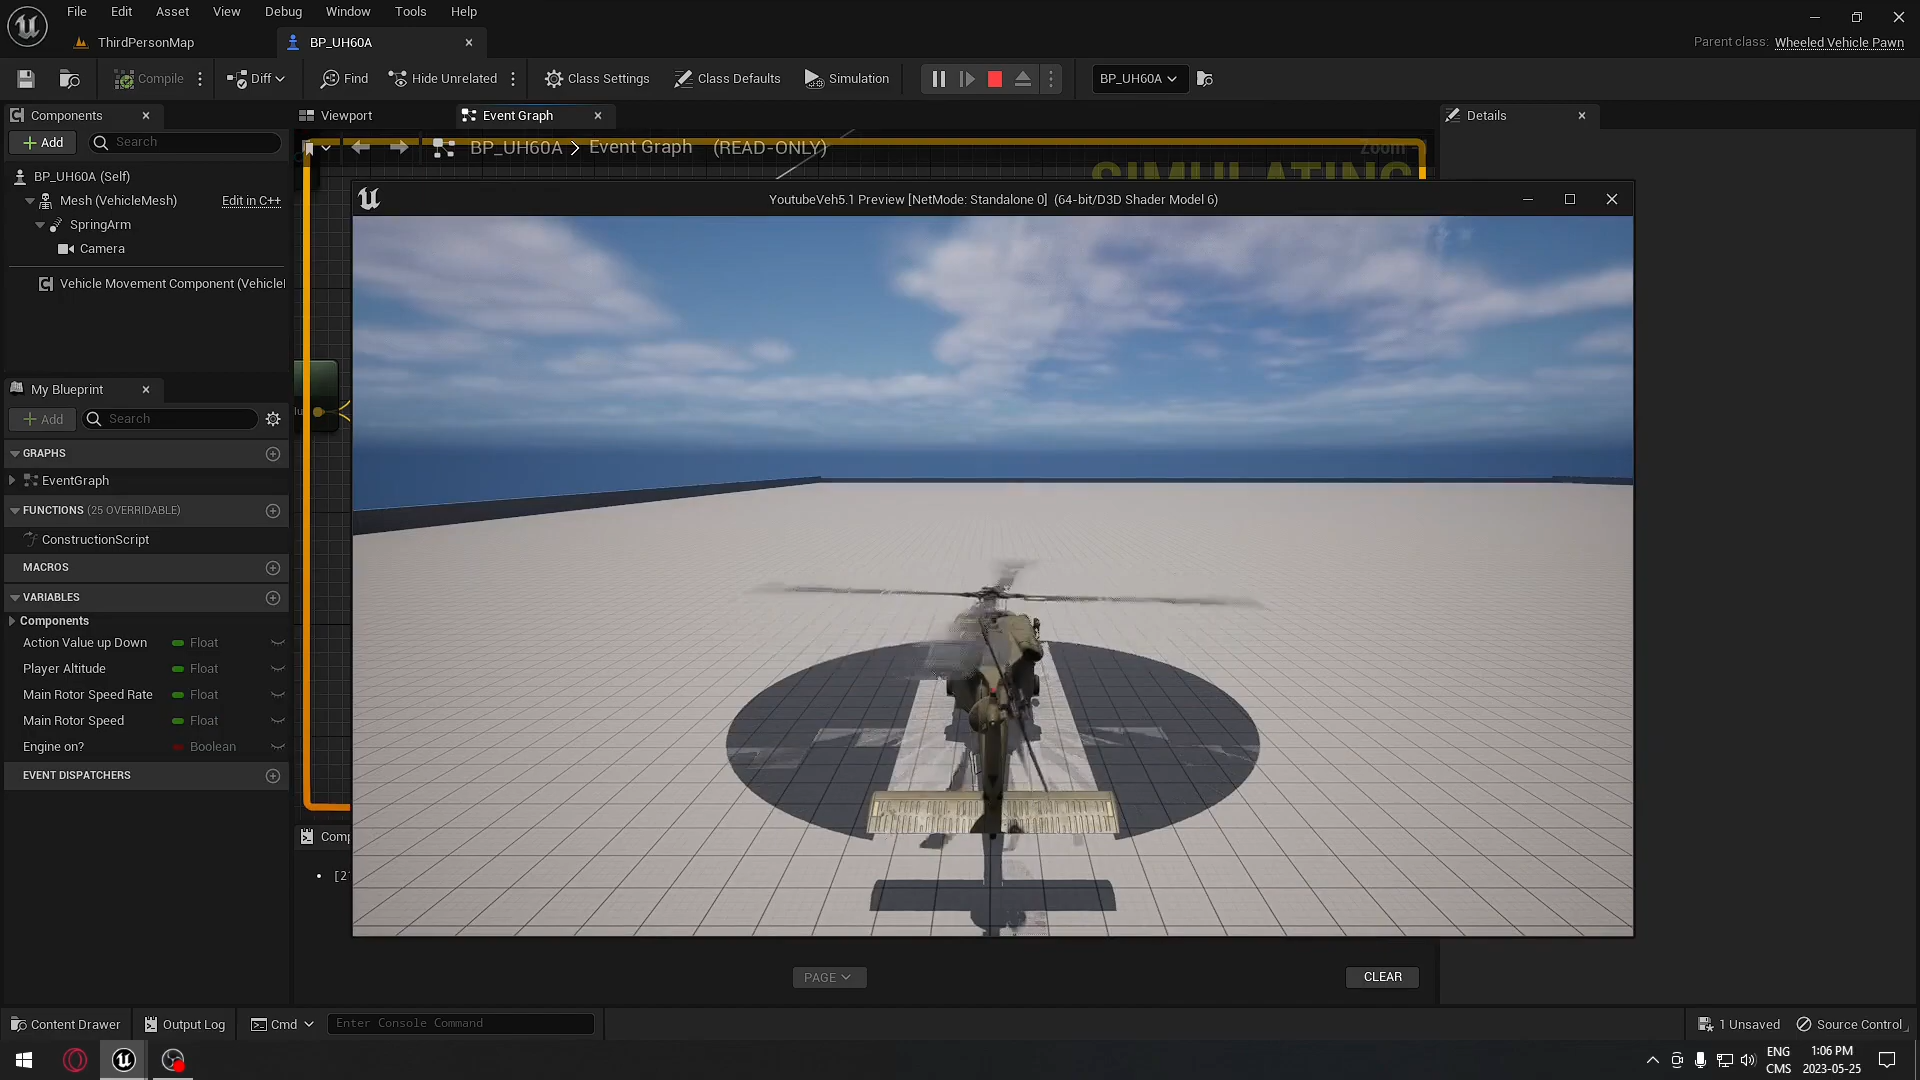 File Edit Asset View Debug Window Tools Help
ThirdPersonMap
BP_UH60A
Parent class: Wheeled Vehicle Pawn
Compile
Diff
Find
Hide Unrelated
Class Settings
Class Defaults
Simulation
BP_UH60A
Components
Viewport
Event Graph
Details
Add
Search
BP_UH60A > Event Graph (READ-ONLY)
Zoom
SIMULATING
BP_UH60A (Self)
Mesh (VehicleMesh)
Edit in C++
SpringArm
Camera
Vehicle Movement Component (Vehicle
YoutubeVeh5.1 Preview [NetMode: Standalone 0] (64-bit/D3D Shader Model 6)
My Blueprint
Add
Search
GRAPHS
EventGraph
FUNCTIONS (25 OVERRIDABLE)
ConstructionScript
MACROS
VARIABLES
Components
Action Value up Down Float
Player Altitude Float
Main Rotor Speed Rate Float
Main Rotor Speed Float
Engine on? Boolean
EVENT DISPATCHERS
Comp
[2
PAGE
CLEAR
Content Drawer
Output Log
Cmd
Enter Console Command
1 Unsaved
Source Control
ENG
CMS
1:06 PM
2023-05-25